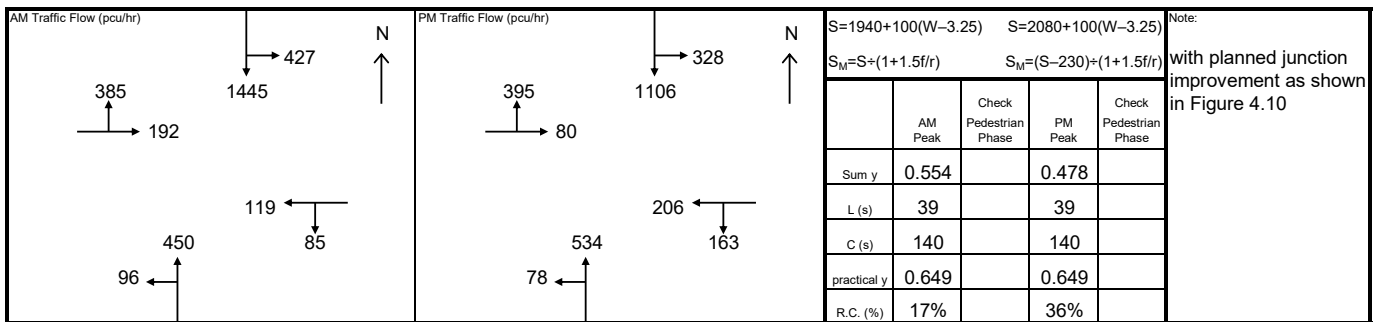 AM Traffic Flow (pcu/hr)
N
427
1445
385
192
119
85
450
96
PM Traffic Flow (pcu/hr)
N
328
1106
395
80
206
163
534
78
S=1940+100(W–3.25) S=2080+100(W–3.25)
S_M=S÷(1+1.5f/r) S_M=(S–230)÷(1+1.5f/r)
AM Peak Check Pedestrian Phase PM Peak Check Pedestrian Phase
Sum y 0.554 0.478
L (s) 39 39
C (s) 140 140
practical y 0.649 0.649
R.C. (%) 17% 36%
Note:
with planned junction
improvement as shown
in Figure 4.10